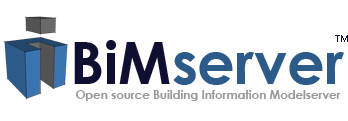 BiMserver™
Open source Building Information Modelserver